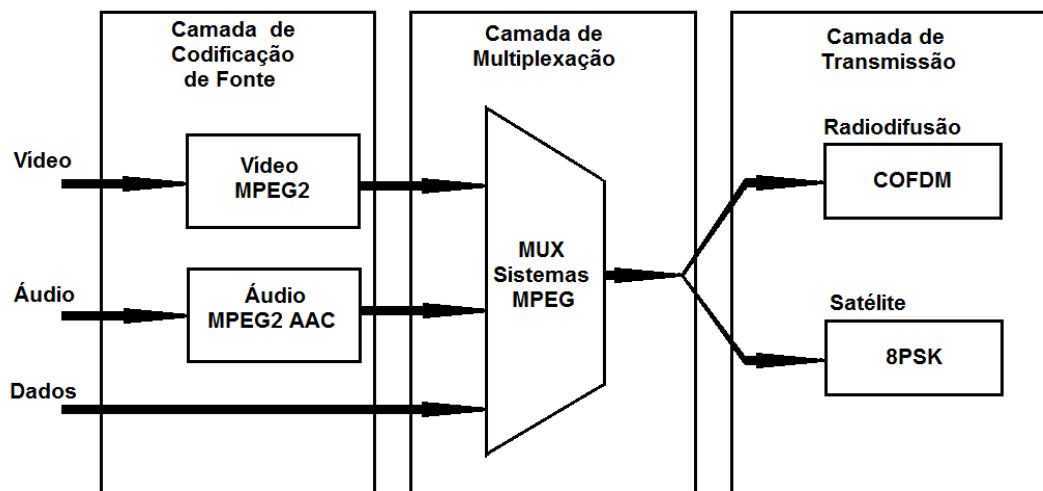 Camada de
Codificação
de Fonte
Camada de
Multiplexação
Camada de
Transmissão
Vídeo
Video
MPEG2
Áudio
Áudio
MPEG2 AAC
Dados
MUX
Sistemas
MPEG
Radiodifusão
COFDM
Satélite
8PSK